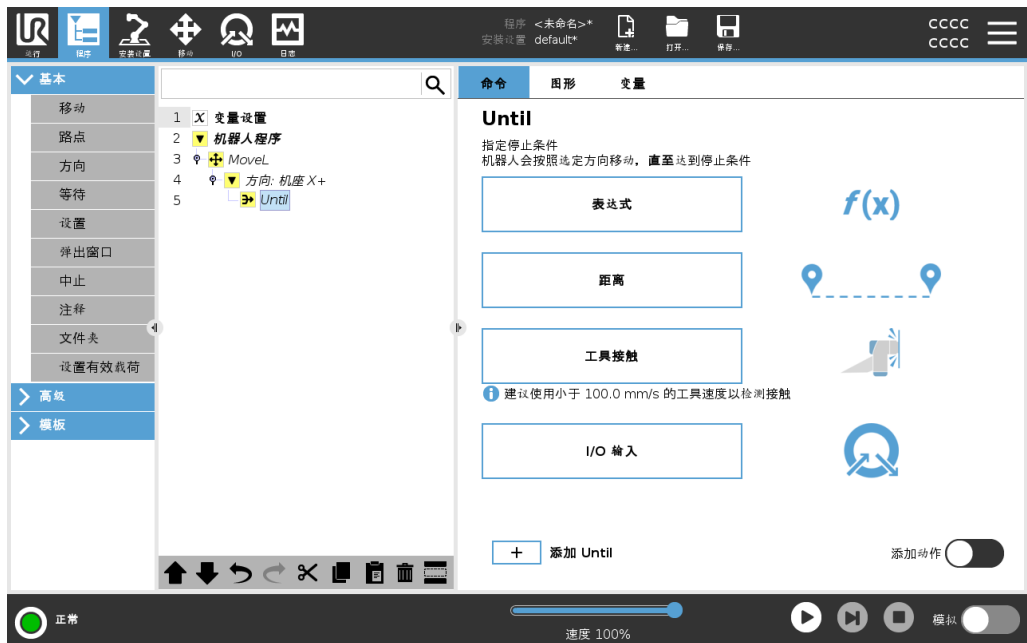 UR
运行
程序
安装设置
移动
I/O
日志
程序 <未命名>*
安装设置 default*
新建...
打开...
保存...
cccc
cccc
基本
移动
路点
方向
等待
设置
弹出窗口
中止
注释
文件夹
设置有效载荷
高级
模板
1 X 变量设置
2 机器人程序
3 MoveL
4 方向: 机座 X+
5 Until
命令 图形 变量
Until
指定停止条件
机器人会按照选定方向移动，直至达到停止条件
表达式
f(x)
距离
工具接触
建议使用小于 100.0 mm/s 的工具速度以检测接触
I/O 输入
+ 添加 Until
添加动作
正常
速度 100%
模拟